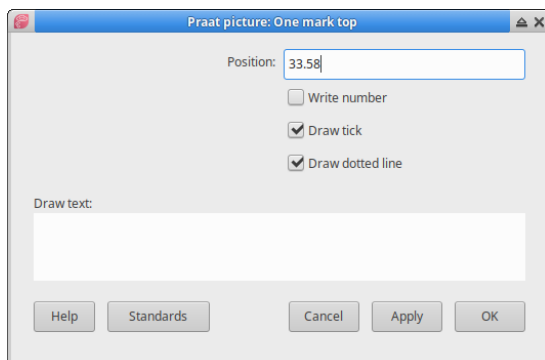 Praat picture: One mark top
Position: 33.58
Write number
Draw tick
Draw dotted line
Draw text:
Help Standards Cancel Apply OK